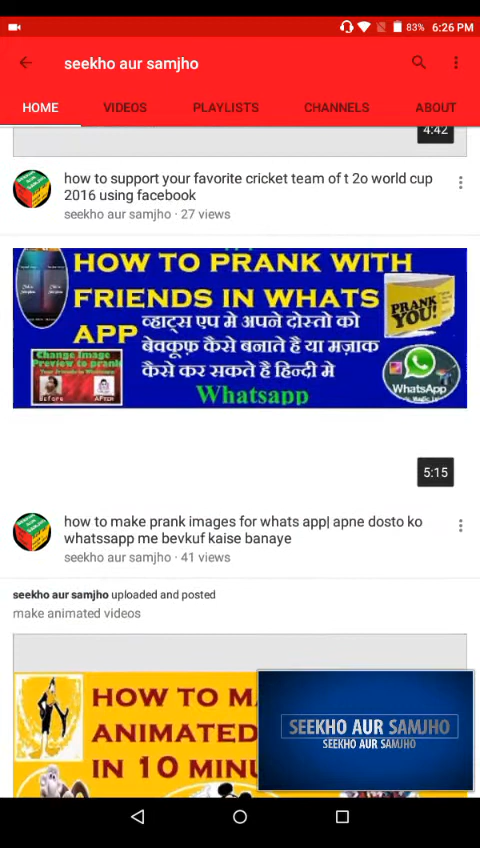 83% 6:26 PM
seekho aur samjho
HOME VIDEOS PLAYLISTS CHANNELS ABOUT
4:42
how to support your favorite cricket team of t 2o world cup
2016 using facebook
seekho aur samjho · 27 views
HOW TO PRANK WITH
FRIENDS IN WHATS
APP
व्हाट्स एप मे अपने दोस्तो को
बेवकूफ़ कैसे बनाते है या मज़ाक
कैसे कर सकते है हिन्दी मे
Whatsapp
PRANK
YOU!
Change Image
Preview to prank
Before AFTER
WhatsApp
5:15
how to make prank images for whats app| apne dosto ko
whatssapp me bevkuf kaise banaye
seekho aur samjho · 41 views
seekho aur samjho uploaded and posted
make animated videos
HOW TO M
ANIMATED
IN 10 MINU
SEEKHO AUR SAMJHO
SEEKHO AUR SAMJHO